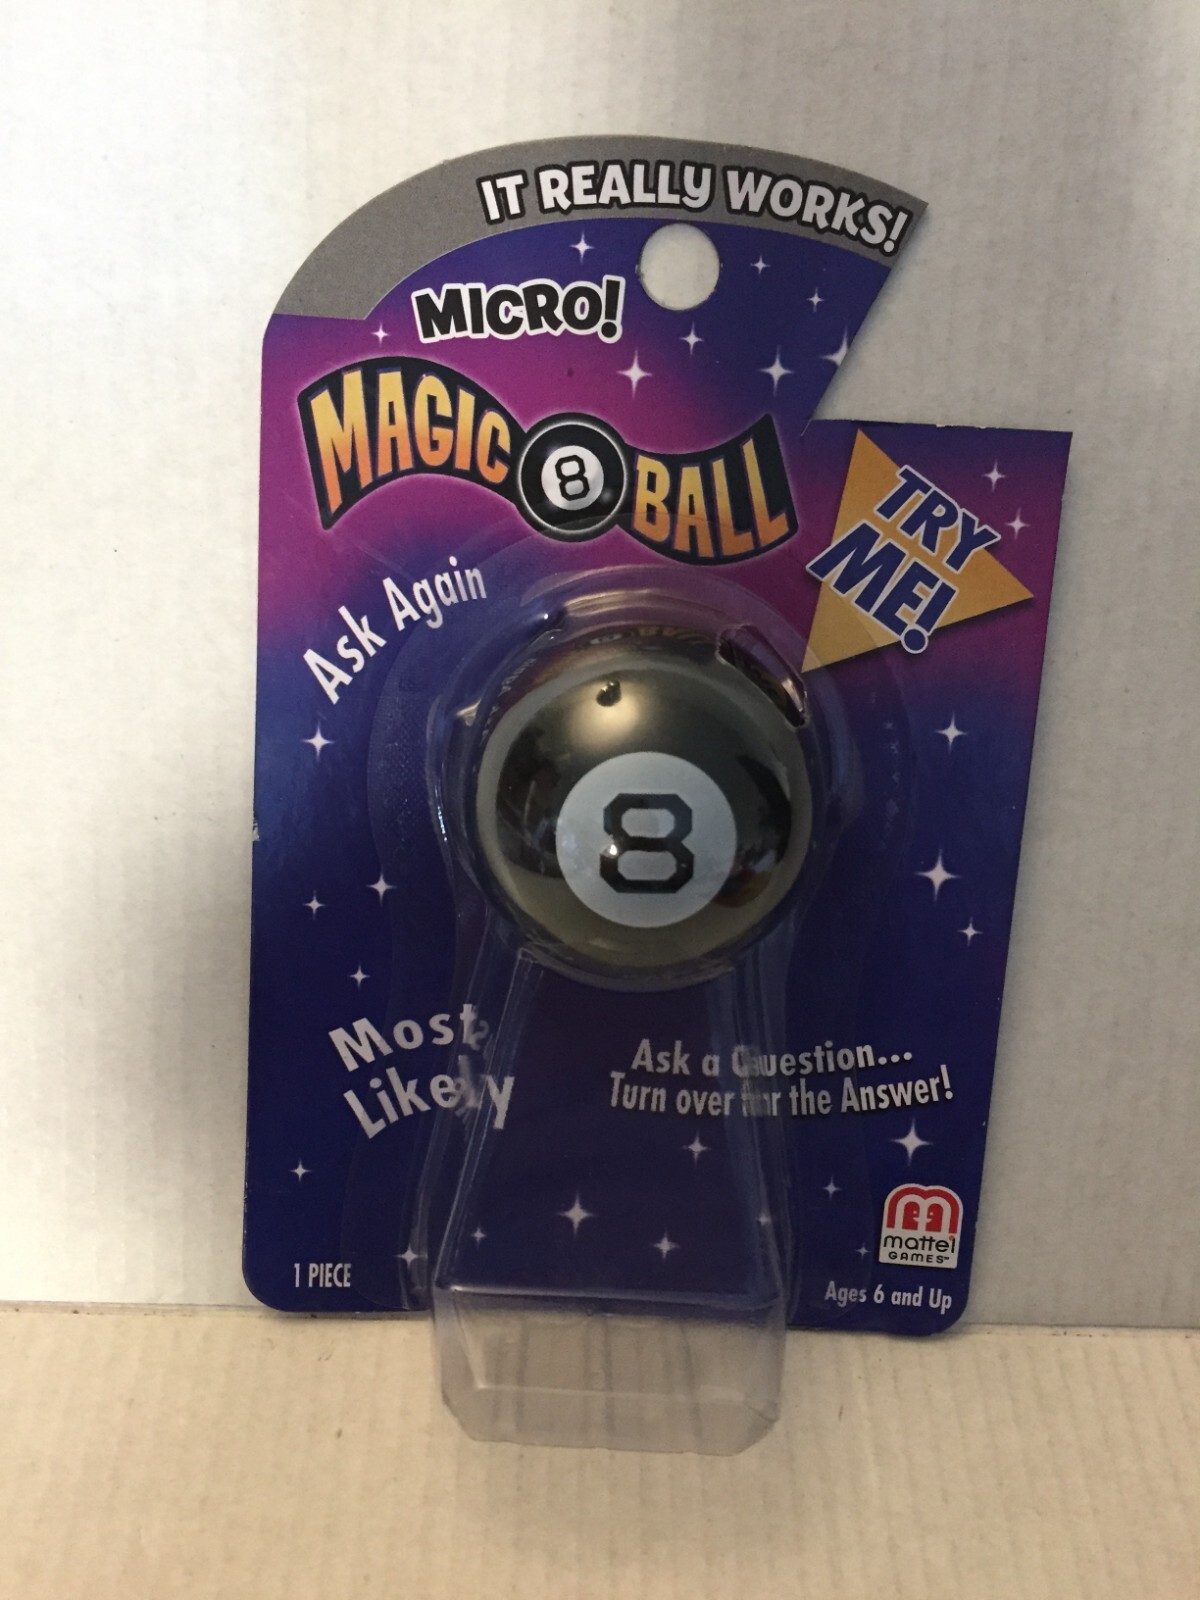 IT REALLY WORKS!
MICRO!
MAGIC 8 BALL
TRY
ME!
Ask Again
8
Most
Likely
Ask a Question...
Turn over for the Answer!
mattel
GAMES™
1 PIECE
Ages 6 and Up